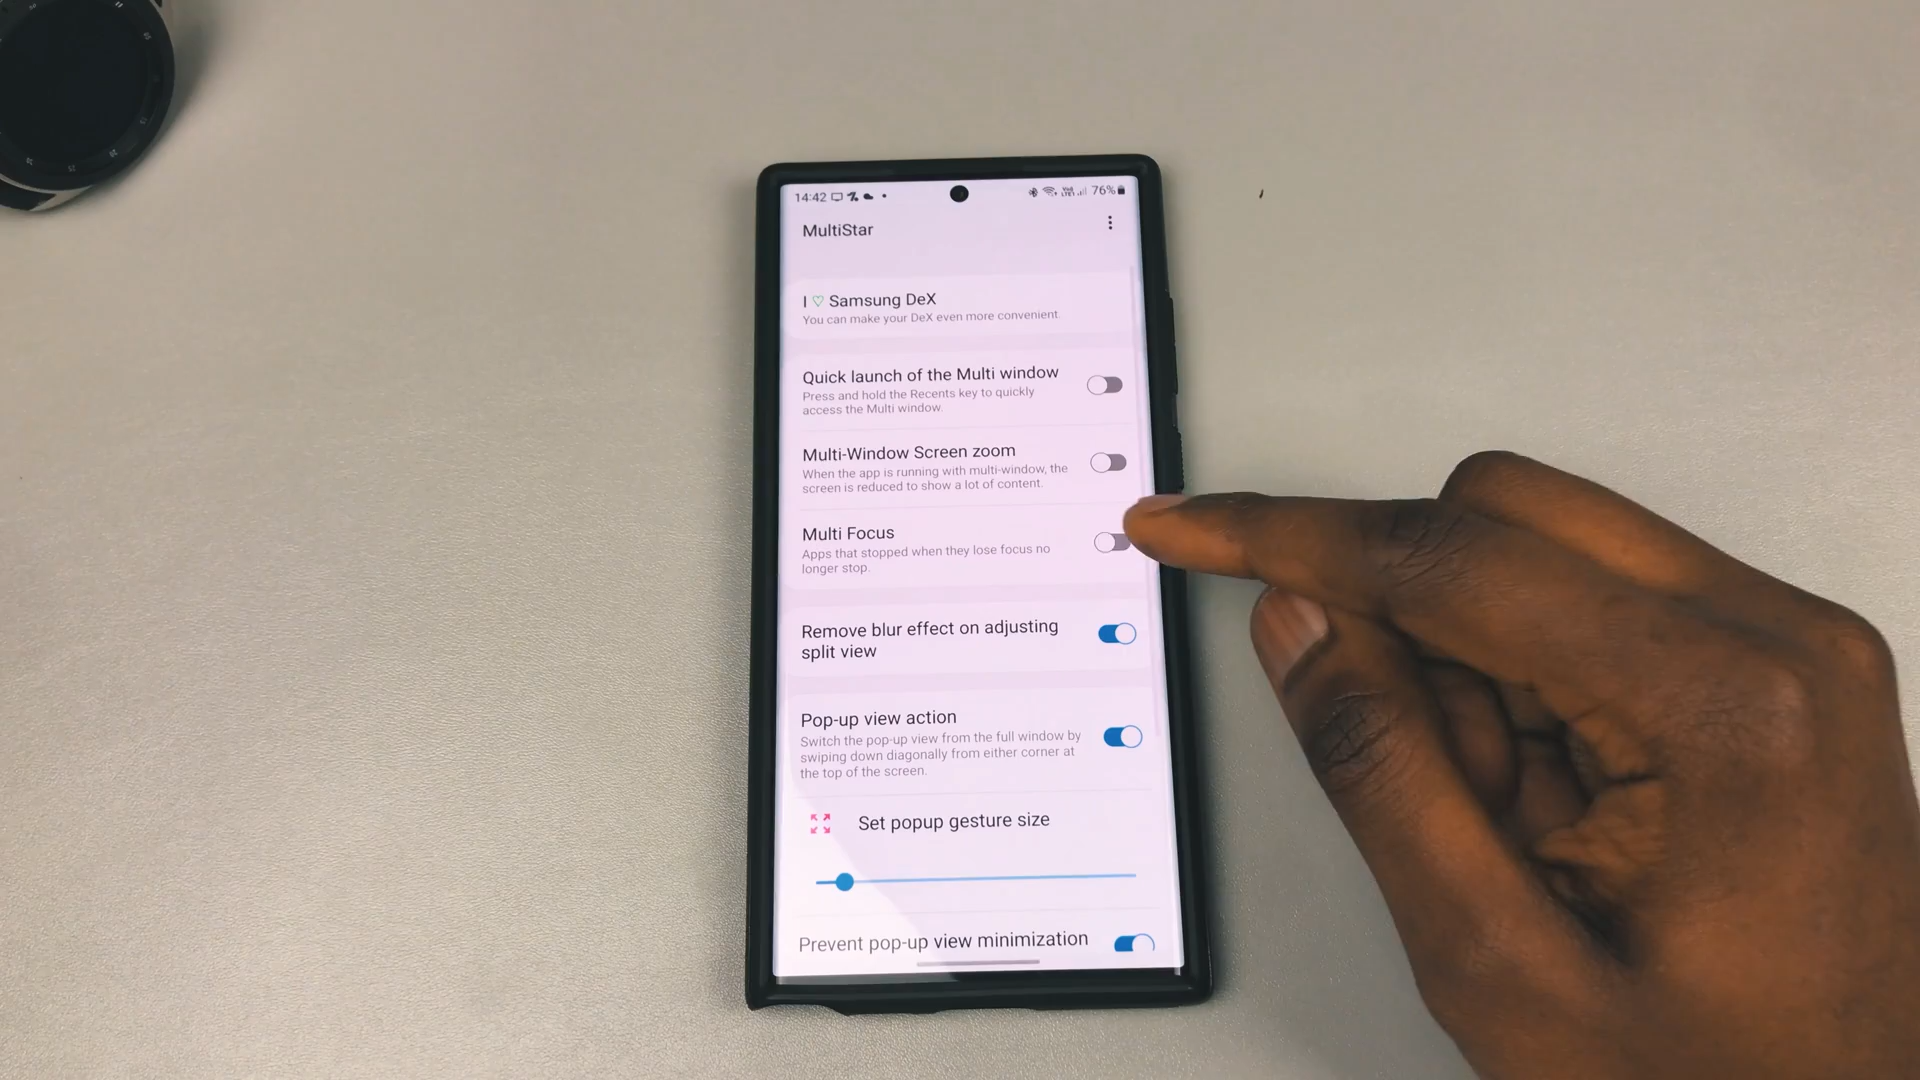 14:42
76%
MultiStar
I ♡ Samsung DeX
You can make your DeX even more convenient
Quick launch of the Multi window
Press and hold the Recents key to quickly
access the Multi window
Multi-Window Screen zoom
When the app is running with multi-window, the
screen is reduced to show a lot of content.
Multi Focus
Apps that stopped when they lose focus no
longer stop.
Remove blur effect on adjusting
split view
Pop-up view action
Switch the pop-up view from the full window by
swiping down diagonally from either corner at
the top of the screen.
Set popup gesture size
Prevent pop-up view minimization